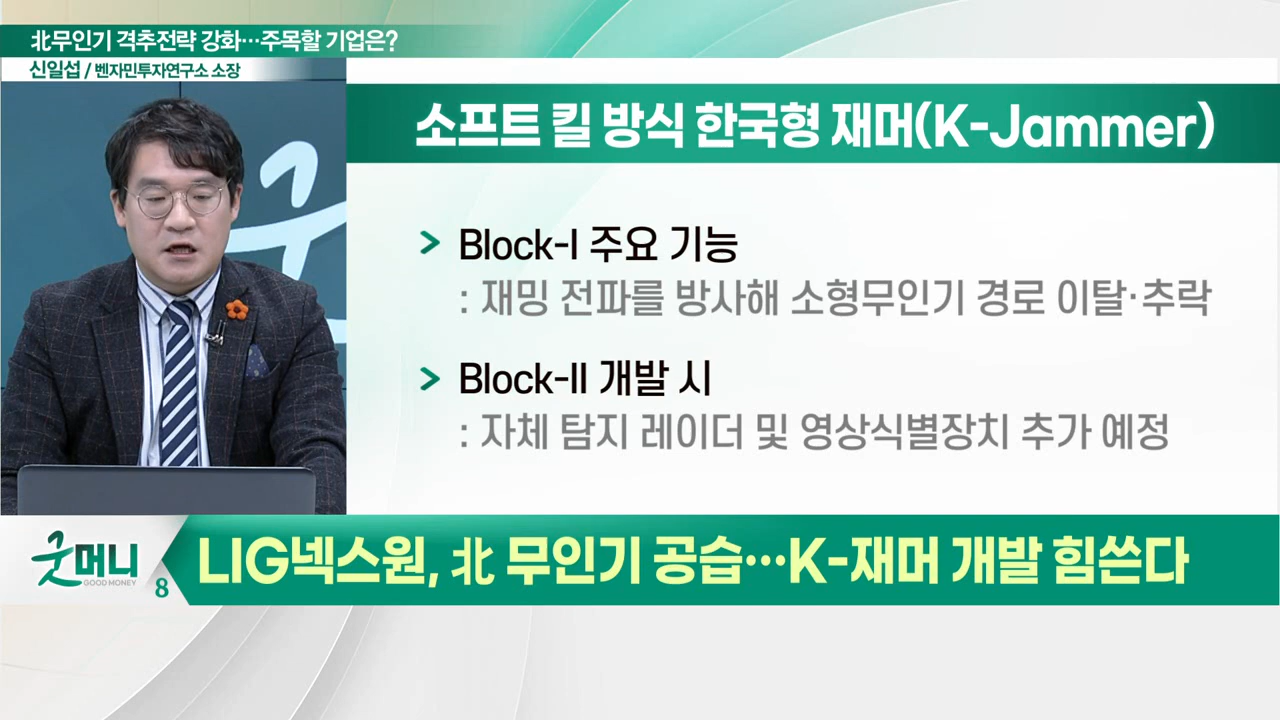 北무인기 격추전략 강화…주목할 기업은?
신일섭 / 벤자민투자연구소 소장
소프트 킬 방식 한국형 재머(K-Jammer)
> Block-I 주요 기능
: 재밍 전파를 방사해 소형무인기 경로 이탈·추락
> Block-II 개발 시
: 자체 탐지 레이더 및 영상식별장치 추가 예정
굿머니
GOOD MONEY
8
LIG넥스원, 北 무인기 공습…K-재머 개발 힘쓴다